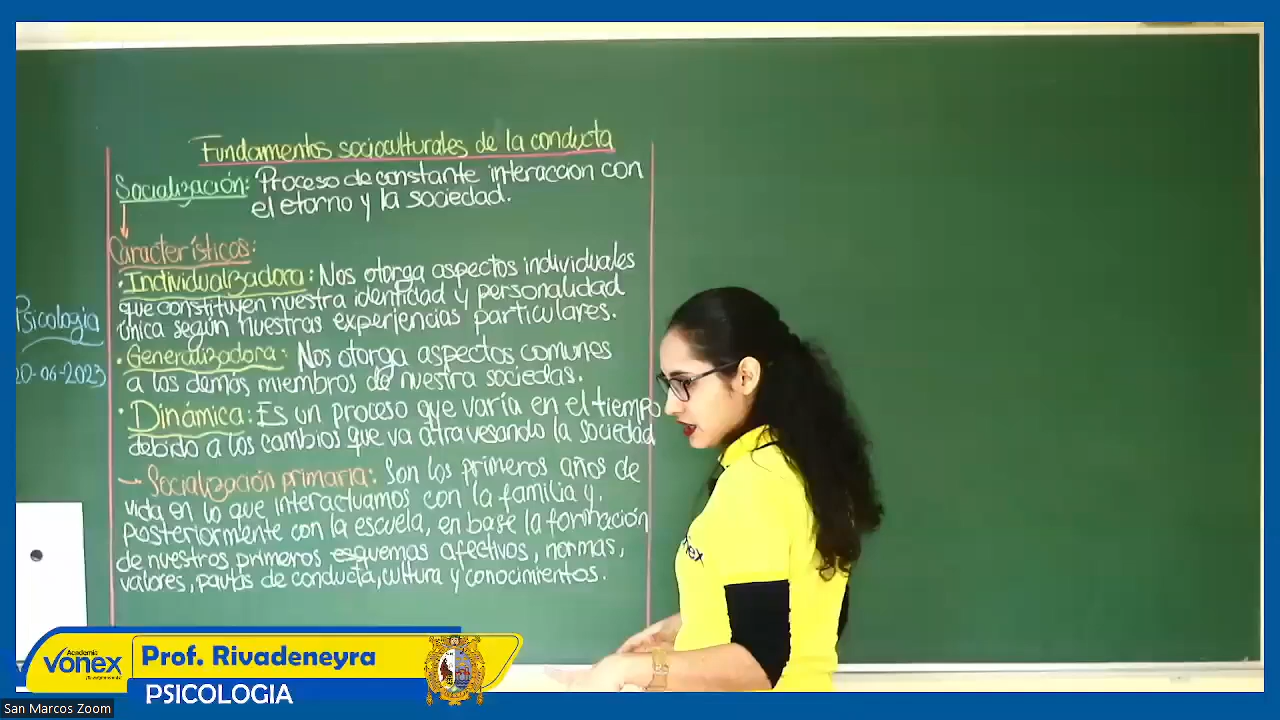 Fundamentos socioculturales de la conducta
Socialización: Proceso de constante interaccion con
el etorno y la sociedad.
Características:
· Individualizadora: Nos otorga aspectos individuales
que constituyen nuestra identidad y personalidad
única según nuestras experiencias particulares.
· Generalizadora: Nos otorga aspectos comunes
a los demás miembros de nuestra sociedas.
· Dinámica: Es un proceso que varía en el tiempo
debido a los cambios que va atravesando la sociedad
Socialización primaria: Son los primeros años de
vida en lo que interactuamos con la familia y
posteriormente con la escuela, en base la formación
de nuestros primeros esquemas afectivos, normas,
valores, pautas de conducta, cultura y conocimientos.
Psicologia
20-06-2023
Academia
vonex
Prof. Rivadeneyra
PSICOLOGIA
San Marcos Zoom